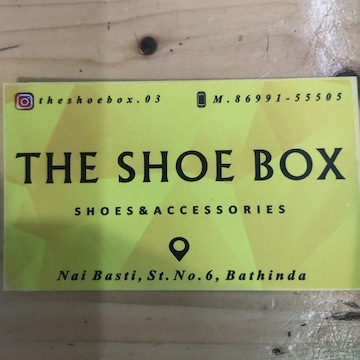 theshoebox.03 M.86991-55505
THE SHOE BOX
SHOES&ACCESSORIES
Nai Basti, St. No. 6, Bathinda